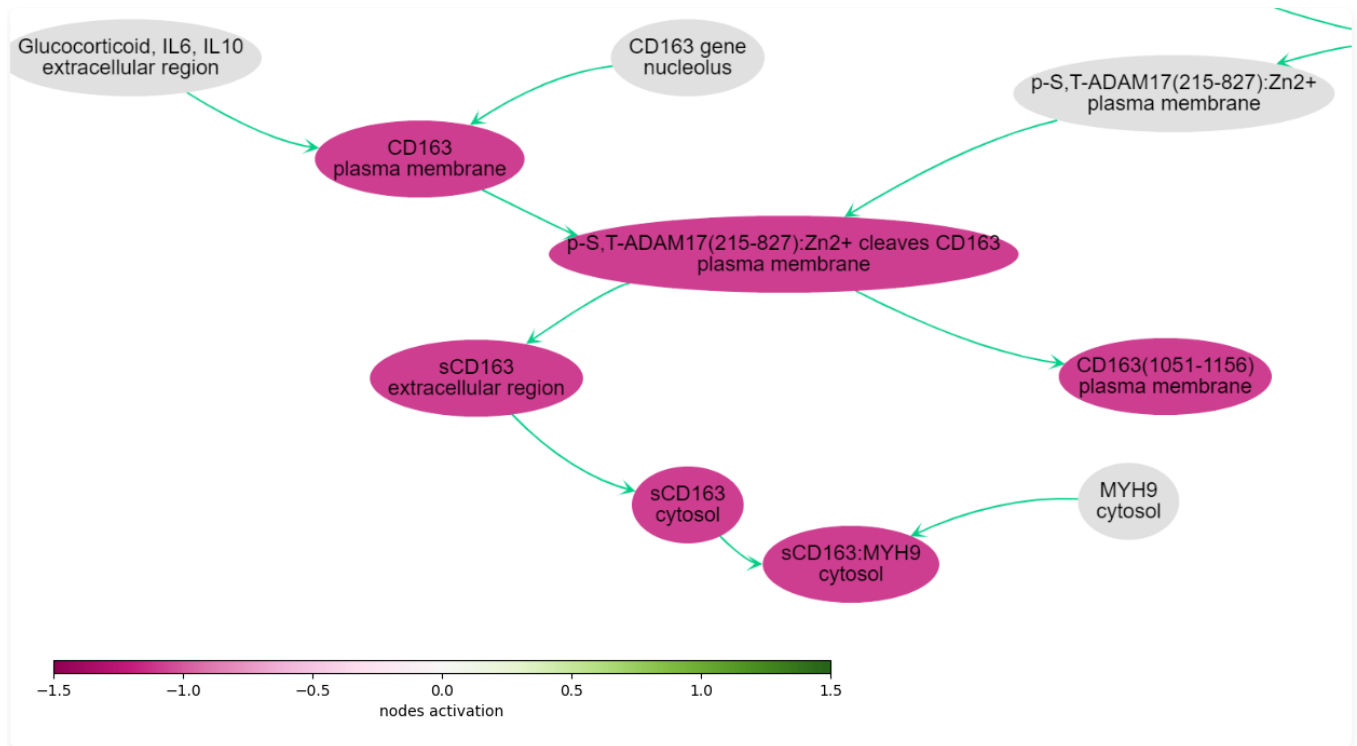 Glucocorticoid, IL6, IL10
extracellular region
CD163 gene
nucleolus
p-S,T-ADAM17(215-827):Zn2+
plasma membrane
CD163
plasma membrane
p-S,T-ADAM17(215-827):Zn2+ cleaves CD163
plasma membrane
sCD163
extracellular region
CD163(1051-1156)
plasma membrane
sCD163
cytosol
MYH9
cytosol
sCD163:MYH9
cytosol
−1.5 −1.0 −0.5 0.0 0.5 1.0 1.5
nodes activation